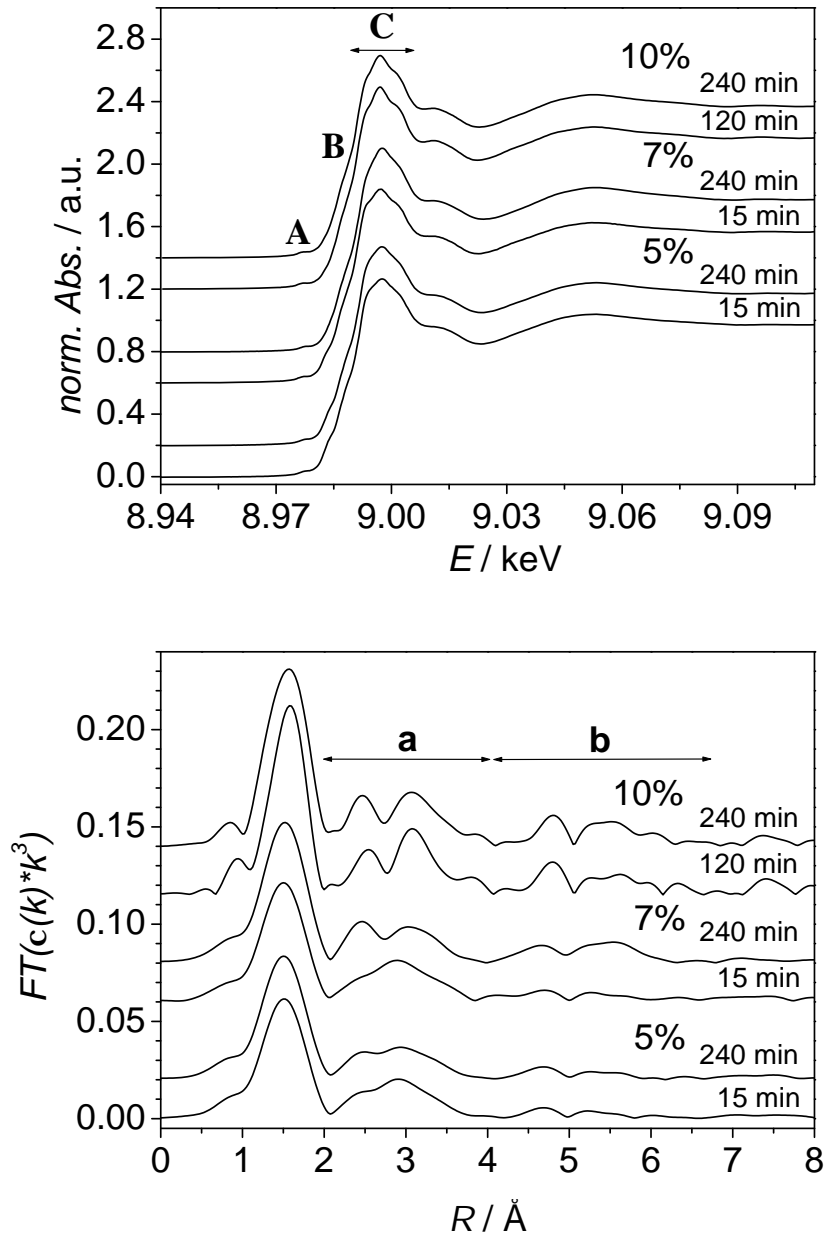 2.8
2.4
2.0
1.6
1.2
0.8
0.4
0.0
norm. Abs. / a.u.
A
B
C
10%
240 min
120 min
7%
240 min
15 min
5%
240 min
15 min
8.94 8.97 9.00 9.03 9.06 9.09
E / keV
0.20
0.15
0.10
0.05
0.00
FT(c(k)*k³)
a
b
10%
240 min
120 min
7%
240 min
15 min
5%
240 min
15 min
0 1 2 3 4 5 6 7 8
R / Å